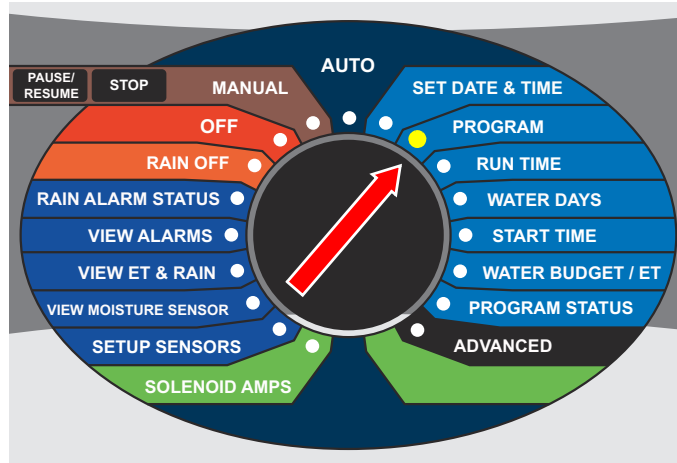 AUTO
PAUSE/
RESUME
STOP
MANUAL
OFF
RAIN OFF
RAIN ALARM STATUS
VIEW ALARMS
VIEW ET & RAIN
VIEW MOISTURE SENSOR
SETUP SENSORS
SOLENOID AMPS
SET DATE & TIME
PROGRAM
RUN TIME
WATER DAYS
START TIME
WATER BUDGET / ET
PROGRAM STATUS
ADVANCED